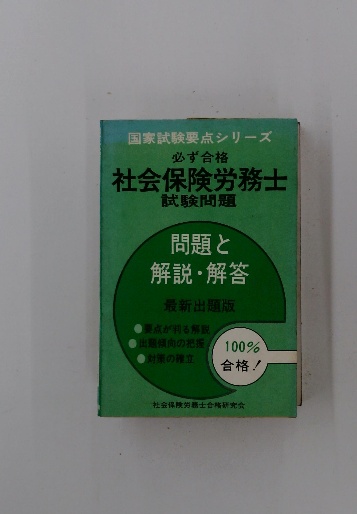 国家試験要点シリーズ
必ず合格
社会保険労務士
試験問題
問題と
解説・解答
最新出題版
●要点が判る解説
●出題傾向の把握
●対策の確立
100%
合格!
社会保険労務士合格研究会